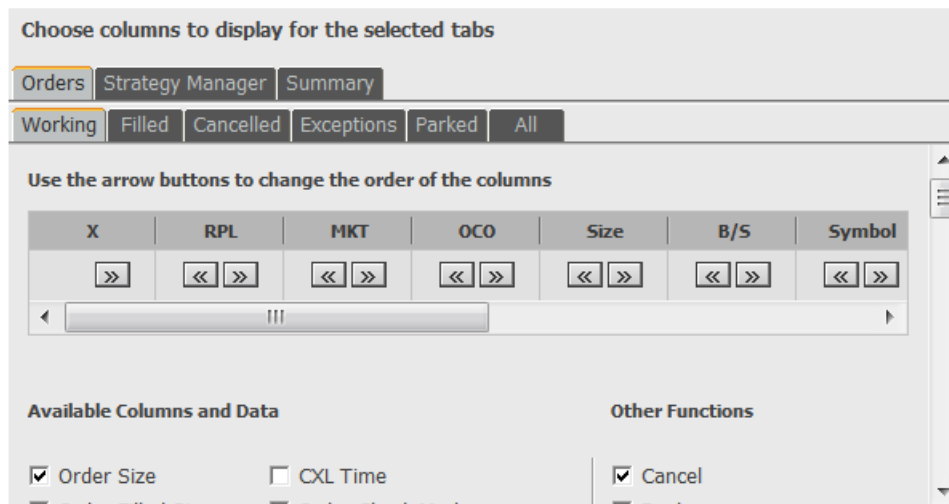 Choose columns to display for the selected tabs
Orders Strategy Manager Summary
Working Filled Cancelled Exceptions Parked All
Use the arrow buttons to change the order of the columns
X RPL MKT OCO Size B/S Symbol
» « » « » « » « » « » « »
Available Columns and Data Other Functions
Order Size CXL Time Cancel